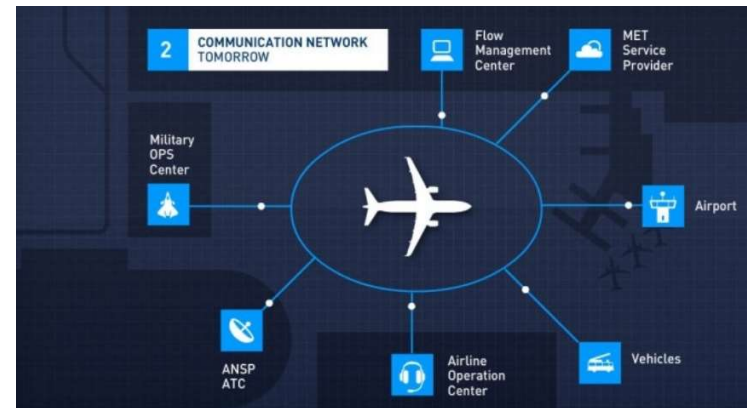 2
COMMUNICATION NETWORK
TOMORROW
Flow
Management
Center
MET
Service
Provider
Military
OPS
Center
Airport
ANSP
ATC
Airline
Operation
Center
Vehicles